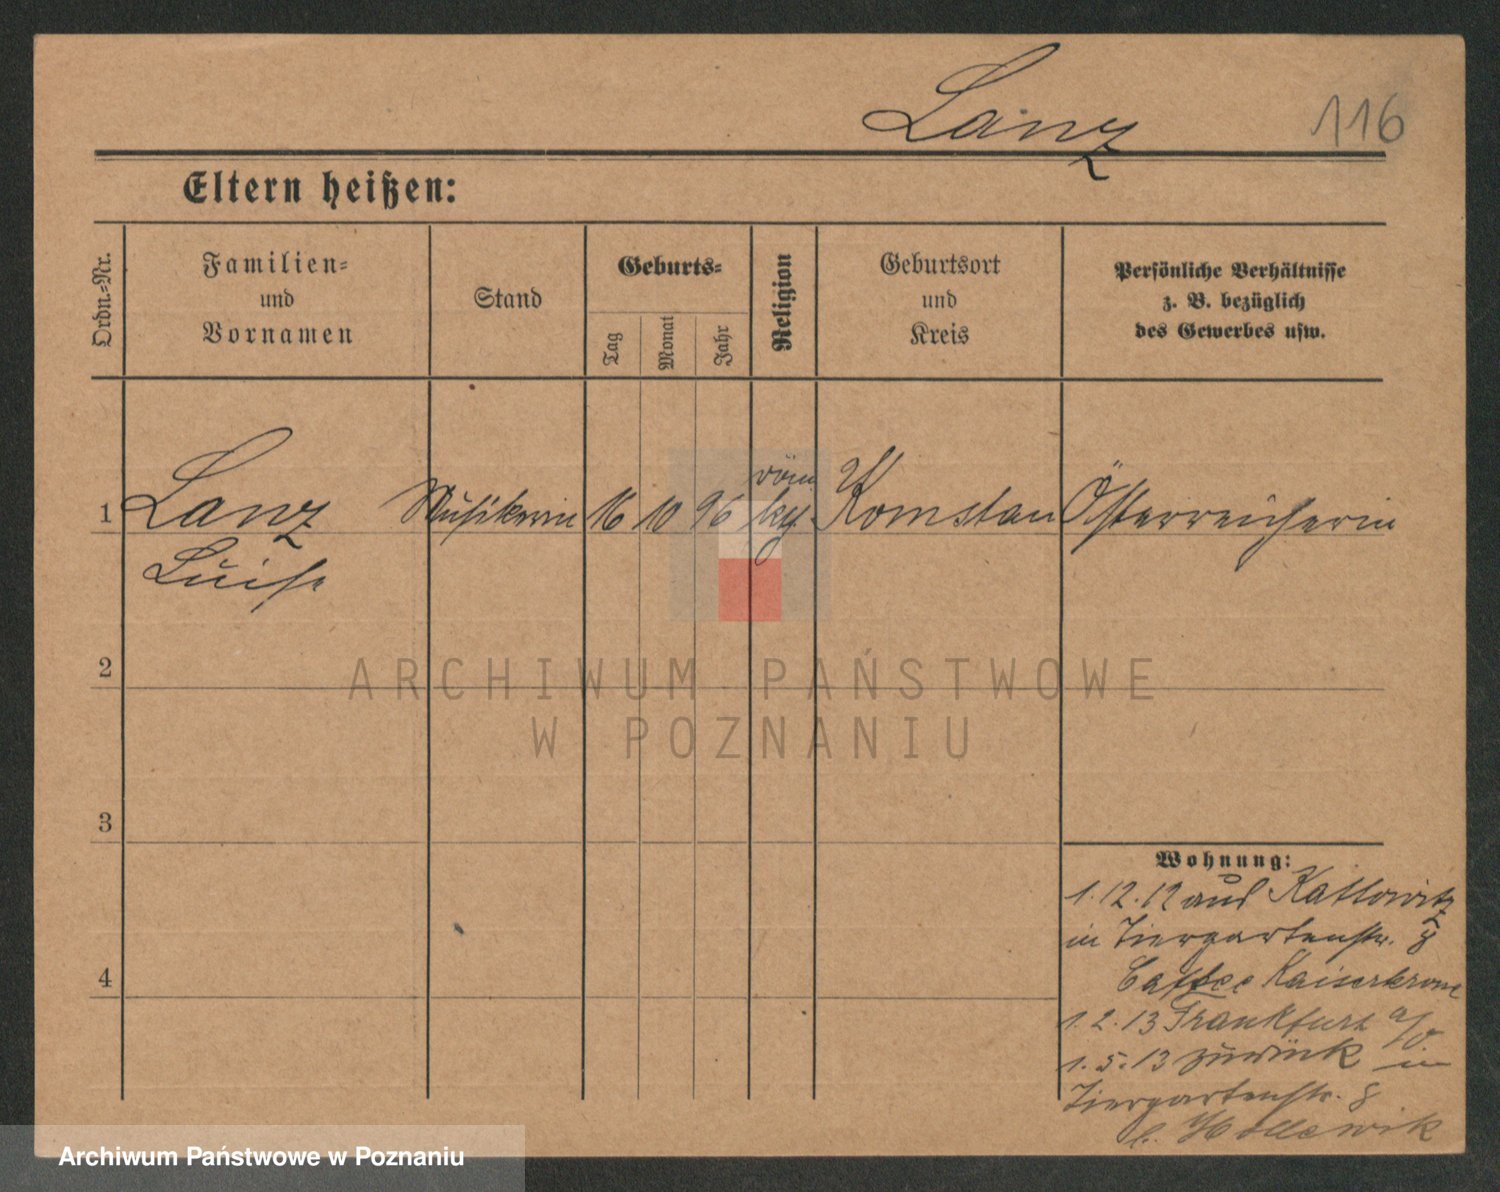 Lanz
116
Eltern heißen:
Ordn.-Nr.
Familien-
und
Vornamen
Stand
Geburts-
Tag
Monat
Jahr
Religion
Geburtsort
und
Kreis
Persönliche Verhältnisse
z. B. bezüglich
des Gewerbes usw.
1
Lanz
Luise
Musikerin
16 10 96
röm.
Komstau
Österreicherin
2
3
4
Wohnung:
1.12.12 aus Kattowitz
in Tiergartenstr. 8
Caffee Kaiserkrone
1.2.13 Frankfurt a/O.
1.5.13 zurück in
Tiergartenstr. 8
b.
ARCHIWUM PAŃSTWOWE
W POZNANIU
Archiwum Państwowe w Poznaniu